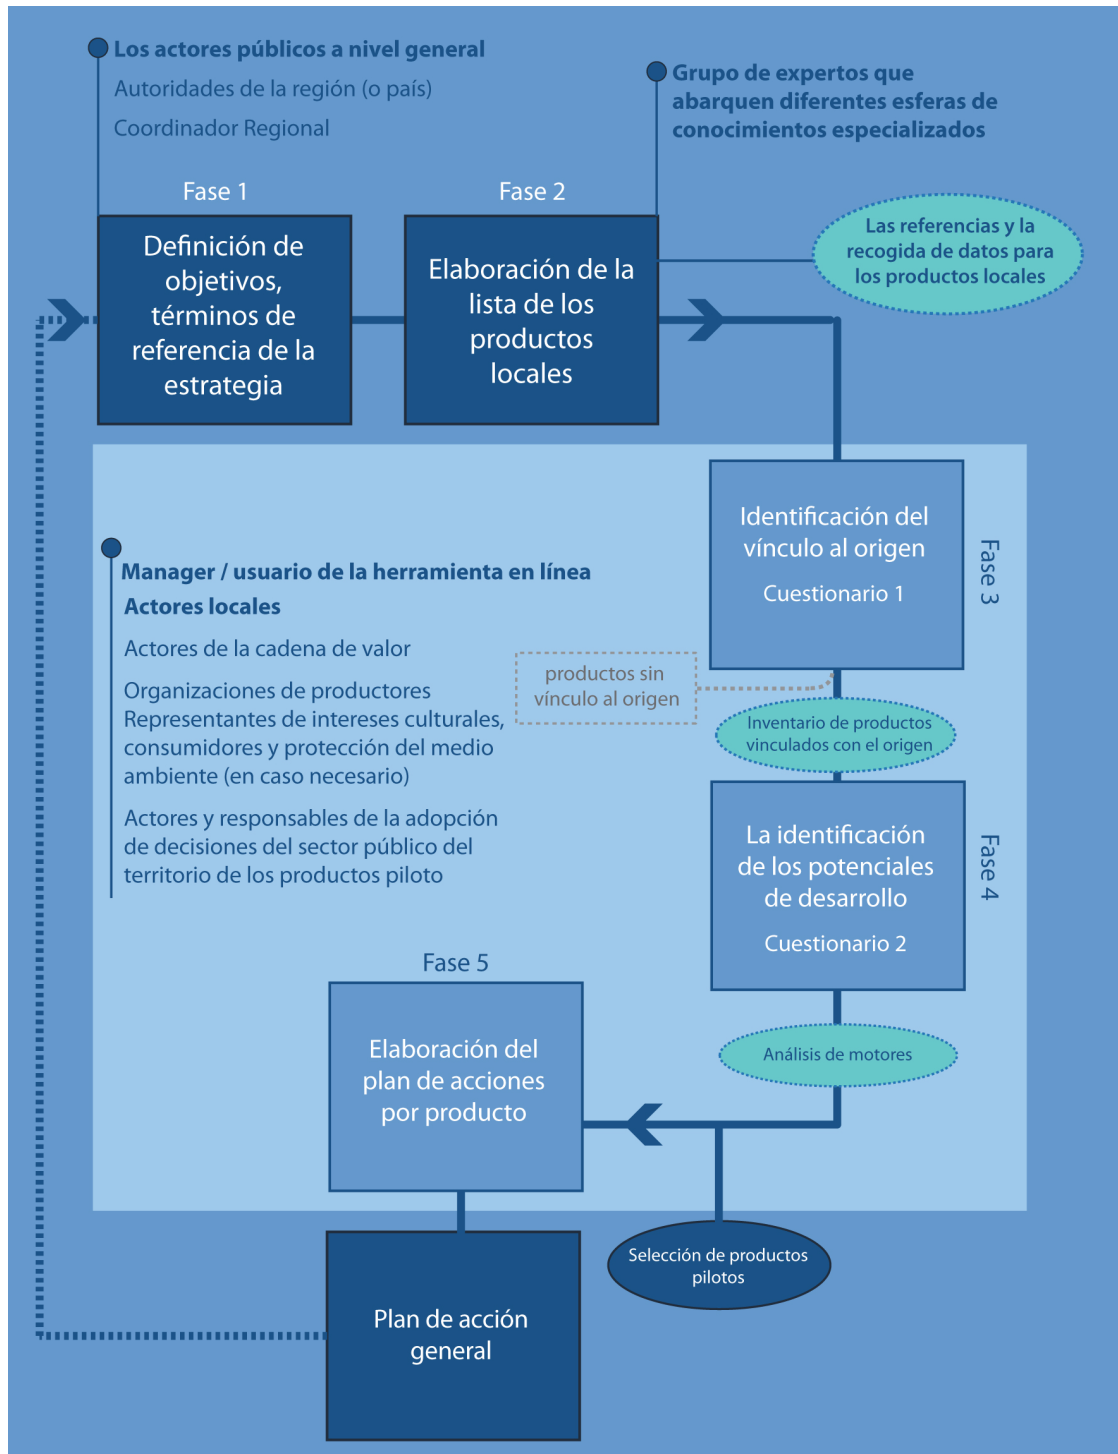 Los actores públicos a nivel general
Autoridades de la región (o país)
Coordinador Regional
Grupo de expertos que
abarquen diferentes esferas de
conocimientos especializados
Fase 1
Definición de
objetivos,
términos de
referencia de la
estrategia
Fase 2
Elaboración de la
lista de los
productos
locales
Las referencias y la
recogida de datos para
los productos locales
Identificación del
vínculo al origen
Cuestionario 1
Fase 3
Manager / usuario de la herramienta en línea
Actores locales
Actores de la cadena de valor
Organizaciones de productores
Representantes de intereses culturales,
consumidores y protección del medio
ambiente (en caso necesario)
Actores y responsables de la adopción
de decisiones del sector público del
territorio de los productos piloto
productos sin
vínculo al origen
Inventario de productos
vinculados con el origen
La identificación
de los potenciales
de desarrollo
Cuestionario 2
Fase 4
Análisis de motores
Fase 5
Elaboración del
plan de acciones
por producto
Selección de productos
pilotos
Plan de acción
general